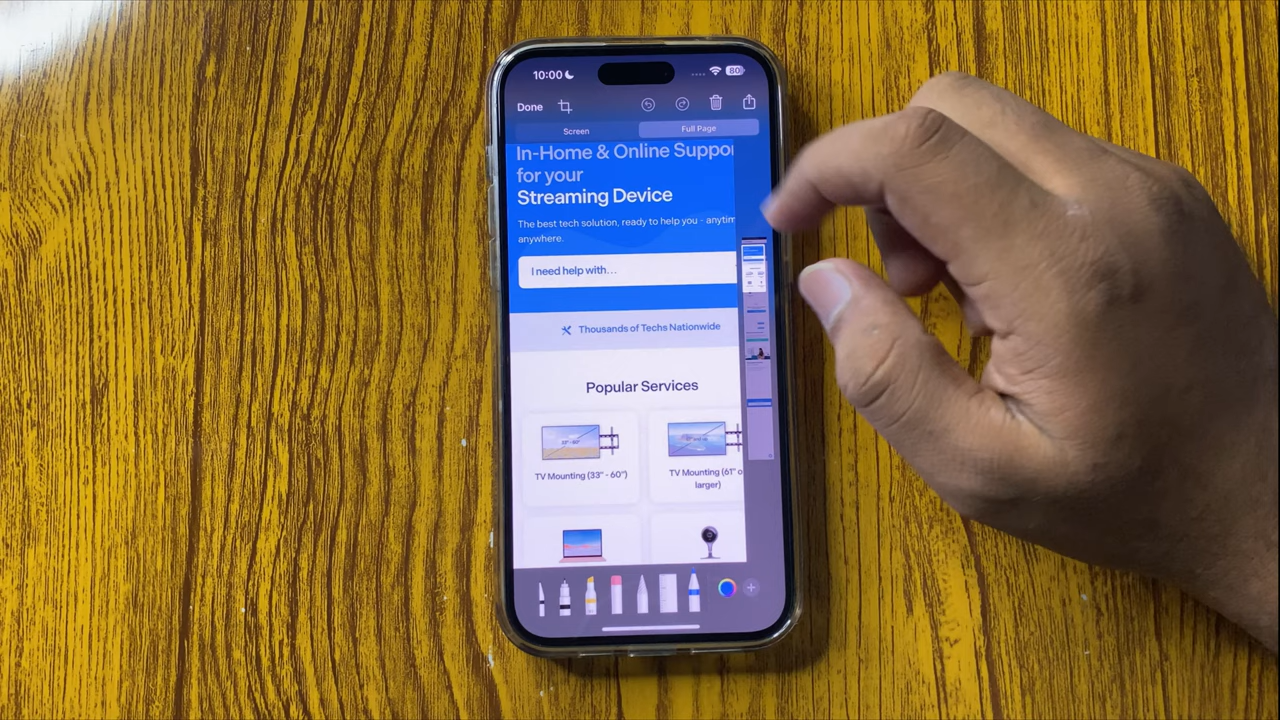 10:00
80
Done
Screen
Full Page
In-Home & Online Suppor
for your
Streaming Device
The best tech solution, ready to help you - anytim
anywhere.
I need help with...
Thousands of Techs Nationwide
Popular Services
TV Mounting (33" - 60")
TV Mounting (61" o
larger)